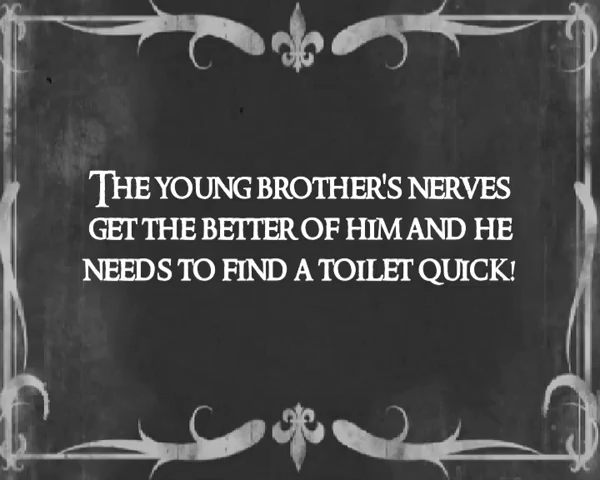 The young brother's nerves
get the better of him and he
needs to find a toilet quick!